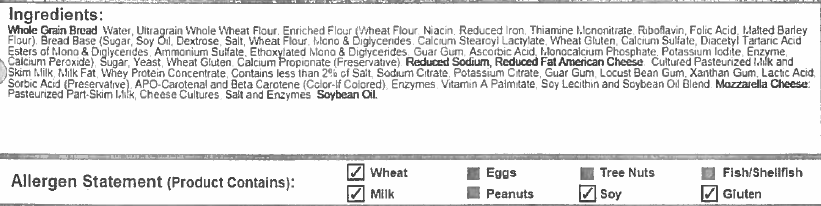 Ingredients:
Whole Grain Bread Water, Ultragrain Whole Wheat Flour, Enriched Flour (Wheat Flour, Niacin, Reduced Iron, Thiamine Mononitrate, Riboflavin, Folic Acid, Malted Barley
Flour), Bread Base (Sugar, Soy Oil, Dextrose, Salt, Wheat Flour, Mono & Diglycerides, Calcium Stearoyl Lactylate, Wheat Gluten, Calcium Sulfate, Diacetyl Tartaric Acid
Esters of Mono & Diglycerides, Ammonium Sulfate, Ethoxylated Mono & Diglycerides, Guar Gum, Ascorbic Acid, Monocalcium Phosphate, Potassium Iodite, Enzyme,
Calcium Peroxide), Sugar, Yeast, Wheat Gluten, Calcium Propionate (Preservative). Reduced Sodium, Reduced Fat American Cheese: Cultured Pasteurized Milk and
Skim Milk, Milk Fat, Whey Protein Concentrate, Contains less than 2% of Salt, Sodium Citrate, Potassium Citrate, Guar Gum, Locust Bean Gum, Xanthan Gum, Lactic Acid,
Sorbic Acid (Preservative), APO-Carotenal and Beta Carotene (Color-If Colored), Enzymes, Vitamin A Palmitate, Soy Lecithin and Soybean Oil Blend. Mozzarella Cheese:
Pasteurized Part-Skim Milk, Cheese Cultures, Salt and Enzymes. Soybean Oil.
Allergen Statement (Product Contains):
Wheat Eggs Tree Nuts Fish/Shellfish
Milk Peanuts Soy Gluten